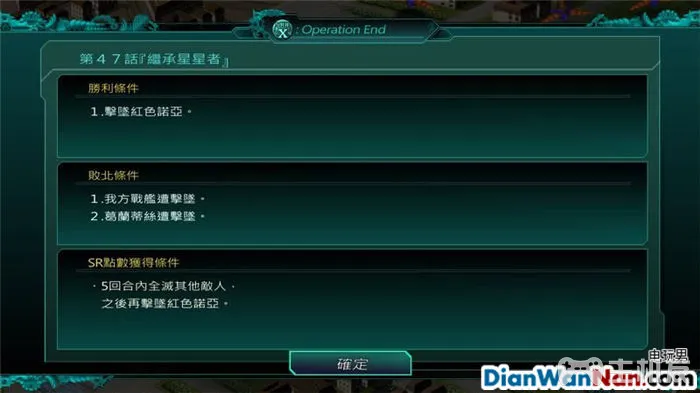 X : Operation End
第47話『繼承星星者』
勝利條件
1.擊墜紅色諾亞。
敗北條件
1.我方戰艦遭擊墜。
2.葛蘭蒂絲遭擊墜。
SR點數獲得條件
・5回合內全滅其他敵人，
之後再擊墜紅色諾亞。
確定
电玩男
DianWanNan.com